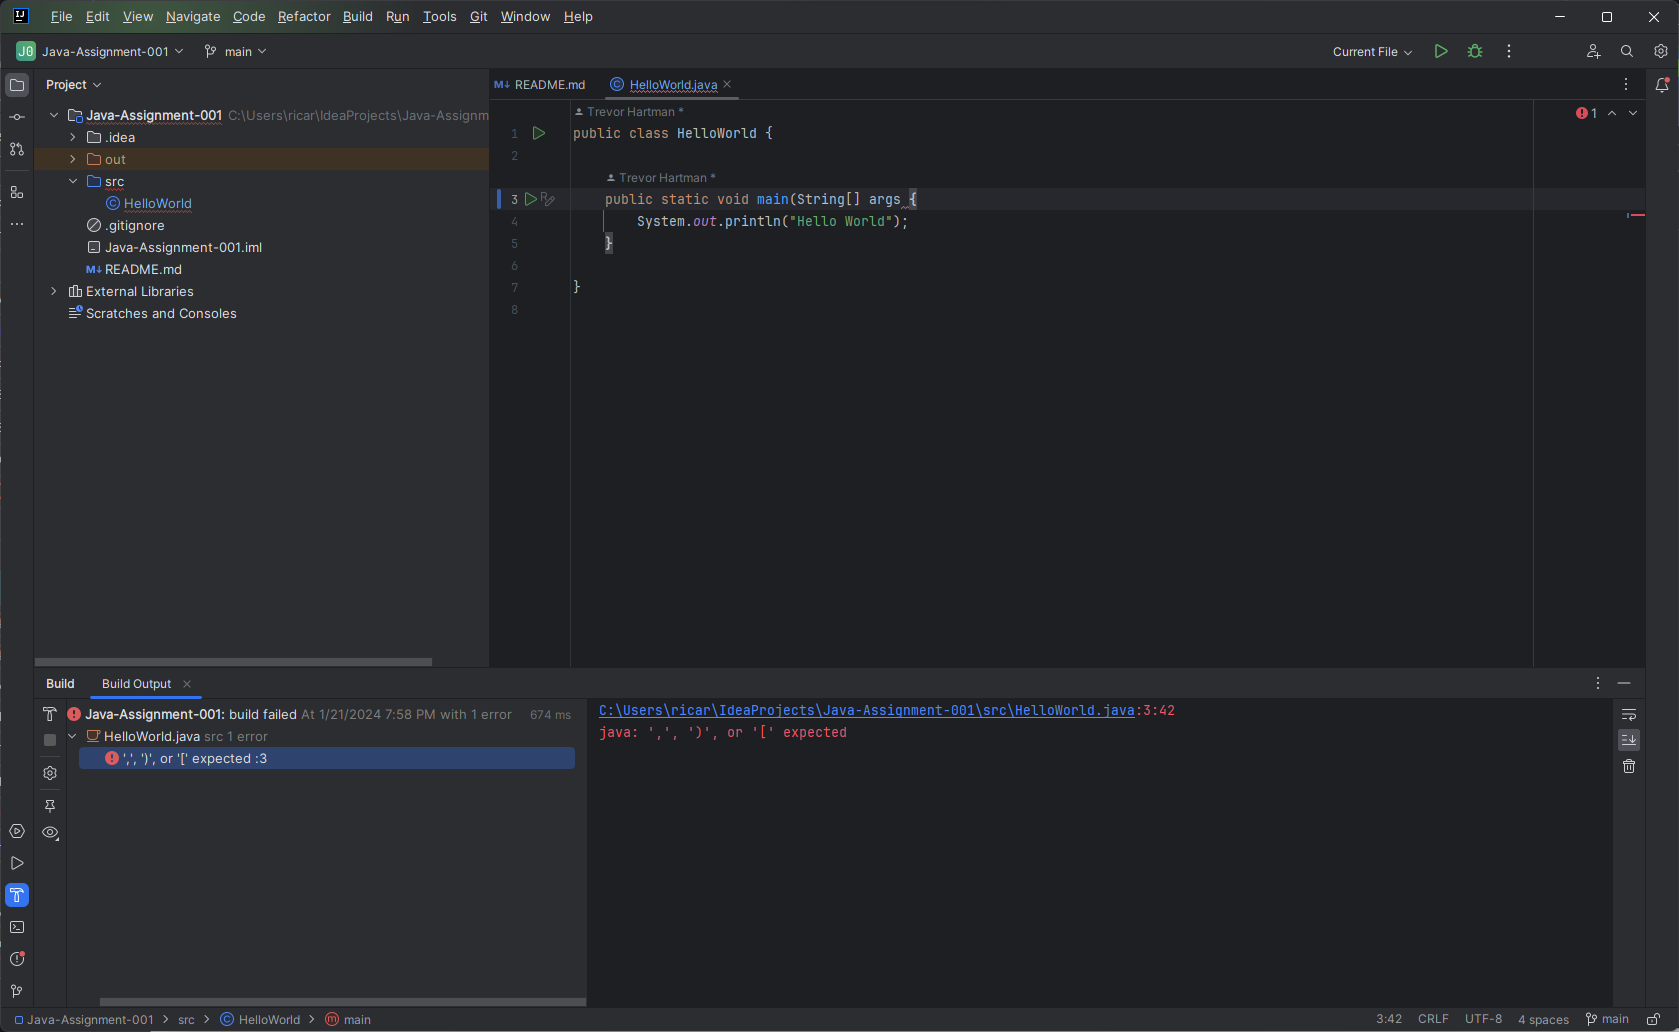 File Edit View Navigate Code Refactor Build Run Tools Git Window Help
J0 Java-Assignment-001 main Current File
Project
Java-Assignment-001 C:\Users\ricar\IdeaProjects\Java-Assignm
.idea
out
src
HelloWorld
.gitignore
Java-Assignment-001.iml
M↓ README.md
External Libraries
Scratches and Consoles
M↓ README.md HelloWorld.java
1
Trevor Hartman *
1 public class HelloWorld {
2
Trevor Hartman *
3 public static void main(String[] args {
4 System.out.println("Hello World");
5 }
6
7 }
8
Build Build Output
Java-Assignment-001: build failed At 1/21/2024 7:58 PM with 1 error 674 ms
HelloWorld.java src 1 error
',', ')', or '[' expected :3
C:\Users\ricar\IdeaProjects\Java-Assignment-001\src\HelloWorld.java:3:42
java: ',', ')', or '[' expected
Java-Assignment-001 > src > HelloWorld > main
3:42 CRLF UTF-8 4 spaces main